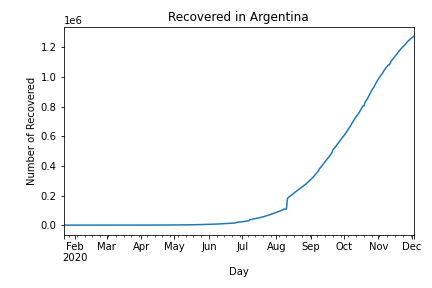 Recovered in Argentina
1e6
1.2
1.0
0.8
0.6
0.4
0.2
0.0
Number of Recovered
Feb Mar Apr May Jun Jul Aug Sep Oct Nov Dec
2020
Day